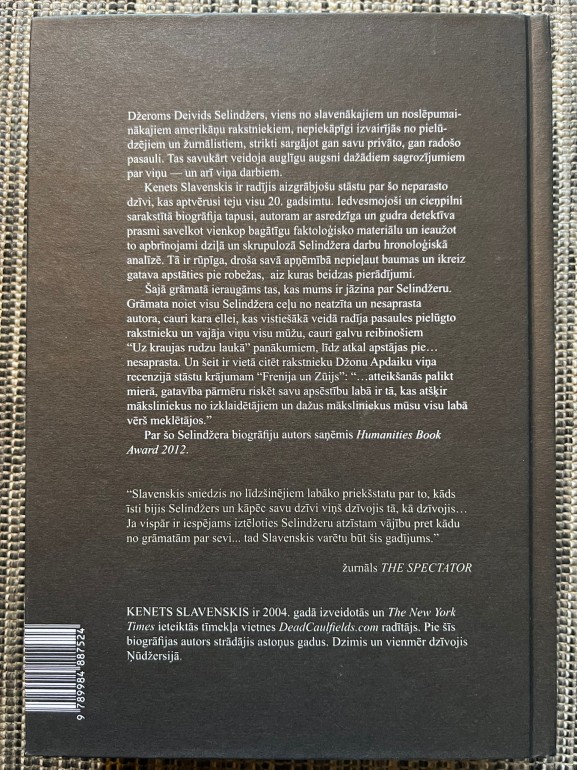 Džeroms Deivids Selindžers, viens no slavenākajiem un noslēpumai-
nākajiem amerikāņu rakstniekiem, nepiekāpīgi izvairījās no pielū-
dzējiem un žurnālistiem, strikti sargājot gan savu privāto, gan radošo
pasauli. Tas savukārt veidoja auglīgu augsni dažādiem sagrozījumiem
par viņu — un arī viņa darbiem.
Kenets Slavenskis ir radījis aizgrābjošu stāstu par šo neparasto
dzīvi, kas aptvērusi teju visu 20. gadsimtu. Iedvesmojoši un cieņpilni
sarakstītā biogrāfija tapusi, autoram ar asredzīga un gudra detektīva
prasmi savelkot vienkop bagātīgu faktoloģisko materiālu un ieaužot
to apbrīnojami dziļā un skrupulozā Selindžera darbu hronoloģiskā
analīzē. Tā ir rūpīga, droša savā apņēmībā nepieļaut baumas un ikreiz
gatava apstāties pie robežas, aiz kuras beidzas pierādījumi.
Šajā grāmatā ieraugāms tas, kas mums ir jāzina par Selindžeru.
Grāmata noiet visu Selindžera ceļu no neatzīta un nesaprasta
autora, cauri kara ellei, kas vistiešākā veidā radīja pasaules pielūgto
rakstnieku un vajāja viņu visu mūžu, cauri galvu reibinošiem
“Uz kraujas rudzu laukā” panākumiem, līdz atkal apstājas pie…
nesaprasta. Un šeit ir vietā citēt rakstnieku Džonu Apdaiku viņa
recenzijā stāstu krājumam “Frenija un Zūijs”: “…atteikšanās palikt
mierā, gatavība pārmēru riskēt savu apsēstību labā ir tā, kas atšķir
māksliniekus no izklaidētājiem un dažus māksliniekus mūsu visu labā
vērš meklētājos.”
Par šo Selindžera biogrāfiju autors saņēmis Humanities Book
Award 2012.
“Slavenskis sniedzis no līdzšinējiem labāko priekšstatu par to, kāds
īsti bijis Selindžers un kāpēc savu dzīvi viņš dzīvojis tā, kā dzīvojis…
Ja vispār ir iespējams iztēloties Selindžeru atzīstam vājību pret kādu
no grāmatām par sevi... tad Slavenskis varētu būt šis gadījums.”
žurnāls THE SPECTATOR
KENETS SLAVENSKIS ir 2004. gadā izveidotās un The New York
Times ieteiktās tīmekļa vietnes DeadCaulfields.com radītājs. Pie šīs
biogrāfijas autors strādājis astoņus gadus. Dzimis un vienmēr dzīvojis
Ņūdžersijā.
9 789984 887524